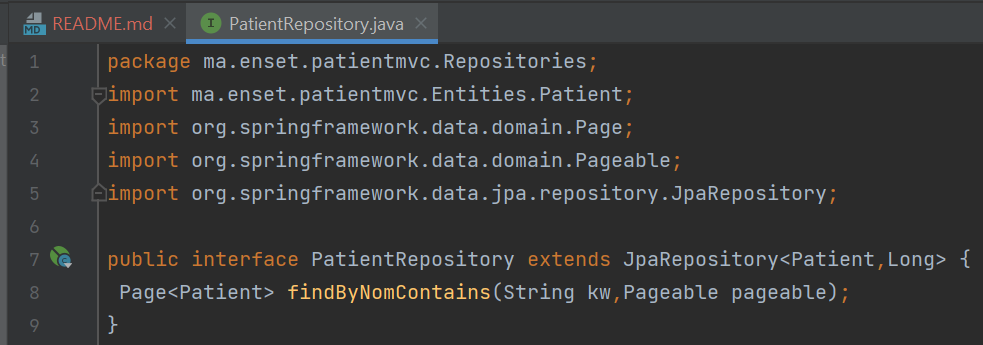 README.md PatientRepository.java
1 package ma.enset.patientmvc.Repositories;
2 import ma.enset.patientmvc.Entities.Patient;
3 import org.springframework.data.domain.Page;
4 import org.springframework.data.domain.Pageable;
5 import org.springframework.data.jpa.repository.JpaRepository;
6
7 public interface PatientRepository extends JpaRepository<Patient,Long> {
8 Page<Patient> findByNomContains(String kw,Pageable pageable);
9 }